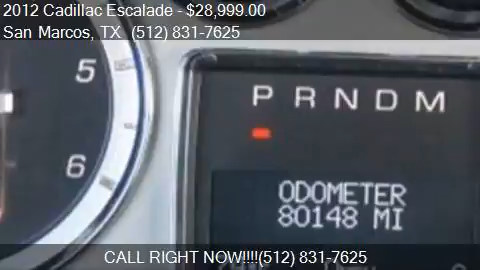 2012 Cadillac Escalade - $28,999.00
San Marcos, TX (512) 831-7625
5
P R N D M
6
ODOMETER
80148 MI
CALL RIGHT NOW!!!!(512) 831-7625